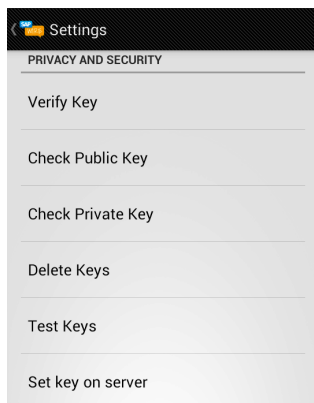 SAP
Settings
PRIVACY AND SECURITY
Verify Key
Check Public Key
Check Private Key
Delete Keys
Test Keys
Set key on server